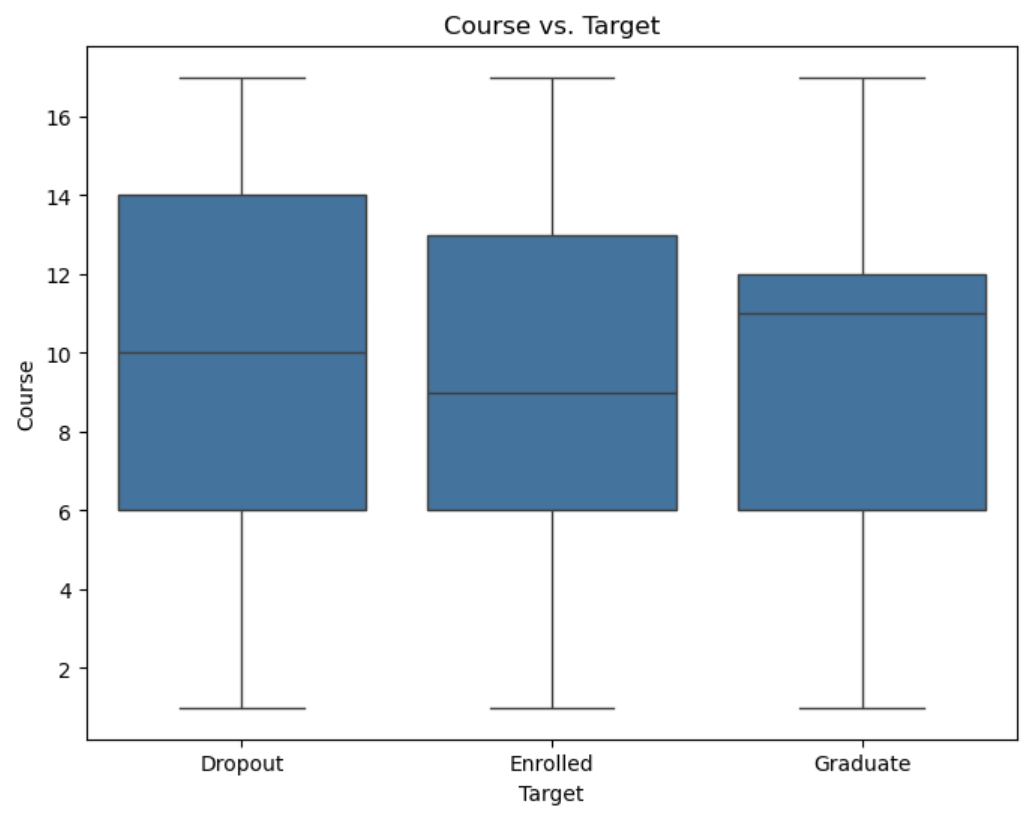 Course vs. Target
Course
16
14
12
10
8
6
4
2
Dropout
Enrolled
Graduate
Target